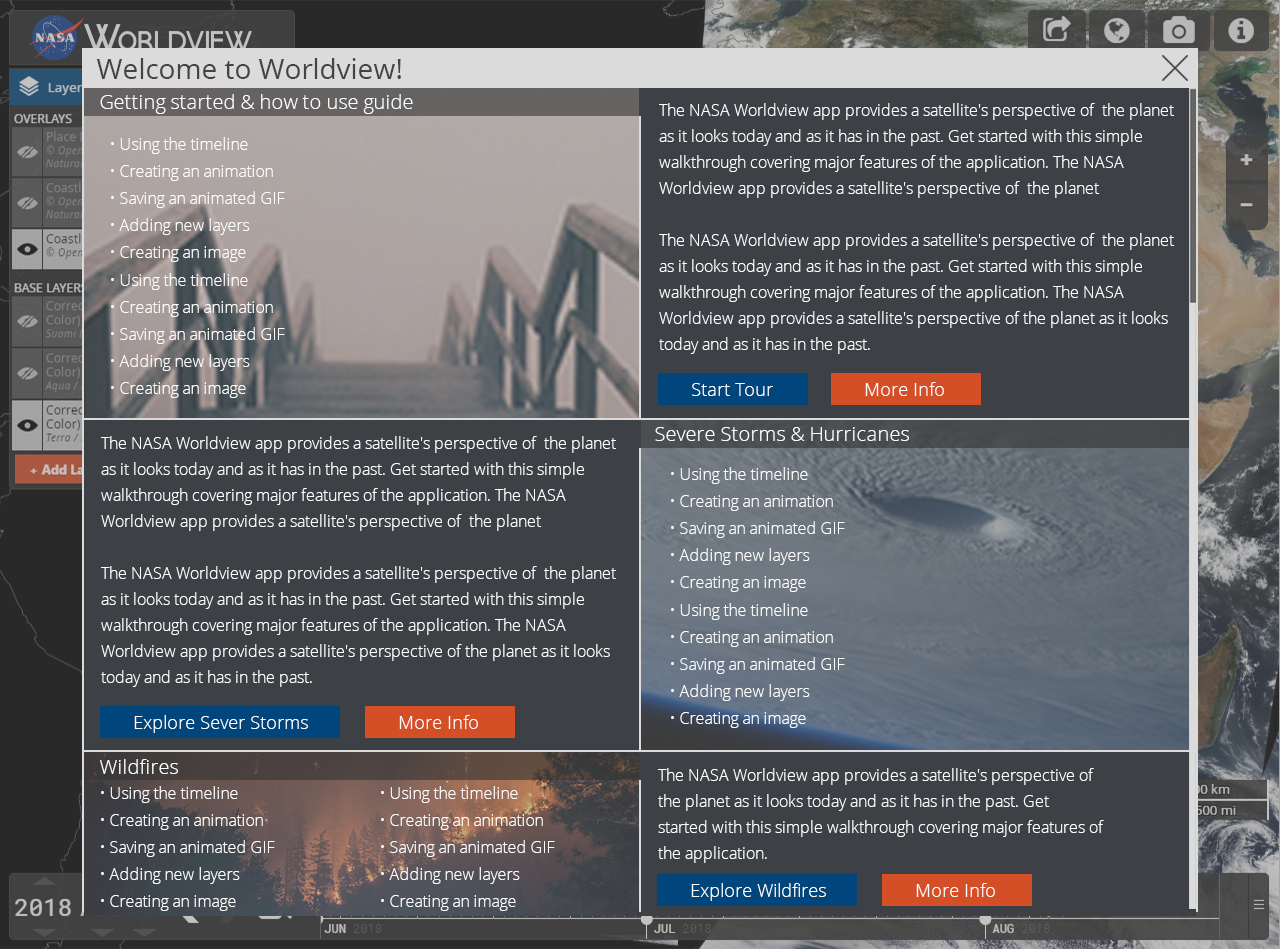 NASA WORLDVIEW
Welcome to Worldview!
Getting started & how to use guide
• Using the timeline
• Creating an animation
• Saving an animated GIF
• Adding new layers
• Creating an image
• Using the timeline
• Creating an animation
• Saving an animated GIF
• Adding new layers
• Creating an image
The NASA Worldview app provides a satellite's perspective of the planet
as it looks today and as it has in the past. Get started with this simple
walkthrough covering major features of the application. The NASA
Worldview app provides a satellite's perspective of the planet
The NASA Worldview app provides a satellite's perspective of the planet
as it looks today and as it has in the past. Get started with this simple
walkthrough covering major features of the application. The NASA
Worldview app provides a satellite's perspective of the planet as it looks
today and as it has in the past.
Start Tour
More Info
The NASA Worldview app provides a satellite's perspective of the planet
as it looks today and as it has in the past. Get started with this simple
walkthrough covering major features of the application. The NASA
Worldview app provides a satellite's perspective of the planet
The NASA Worldview app provides a satellite's perspective of the planet
as it looks today and as it has in the past. Get started with this simple
walkthrough covering major features of the application. The NASA
Worldview app provides a satellite's perspective of the planet as it looks
today and as it has in the past.
Explore Sever Storms
More Info
Severe Storms & Hurricanes
• Using the timeline
• Creating an animation
• Saving an animated GIF
• Adding new layers
• Creating an image
• Using the timeline
• Creating an animation
• Saving an animated GIF
• Adding new layers
• Creating an image
Wildfires
• Using the timeline
• Creating an animation
• Saving an animated GIF
• Adding new layers
• Creating an image
• Using the timeline
• Creating an animation
• Saving an animated GIF
• Adding new layers
• Creating an image
The NASA Worldview app provides a satellite's perspective of
the planet as it looks today and as it has in the past. Get
started with this simple walkthrough covering major features of
the application.
Explore Wildfires
More Info
Layer
OVERLAYS
Place
© Open
Natura
Coastl
© Open
Natura
Coastl
© Open
BASE LAYERS
Correc
Color)
Suomi
Correc
Color)
Aqua /
Correc
Color)
Terra /
+ Add La
+
−
00 km
500 mi
2018
JUN 2018
JUL 2018
AUG 2018